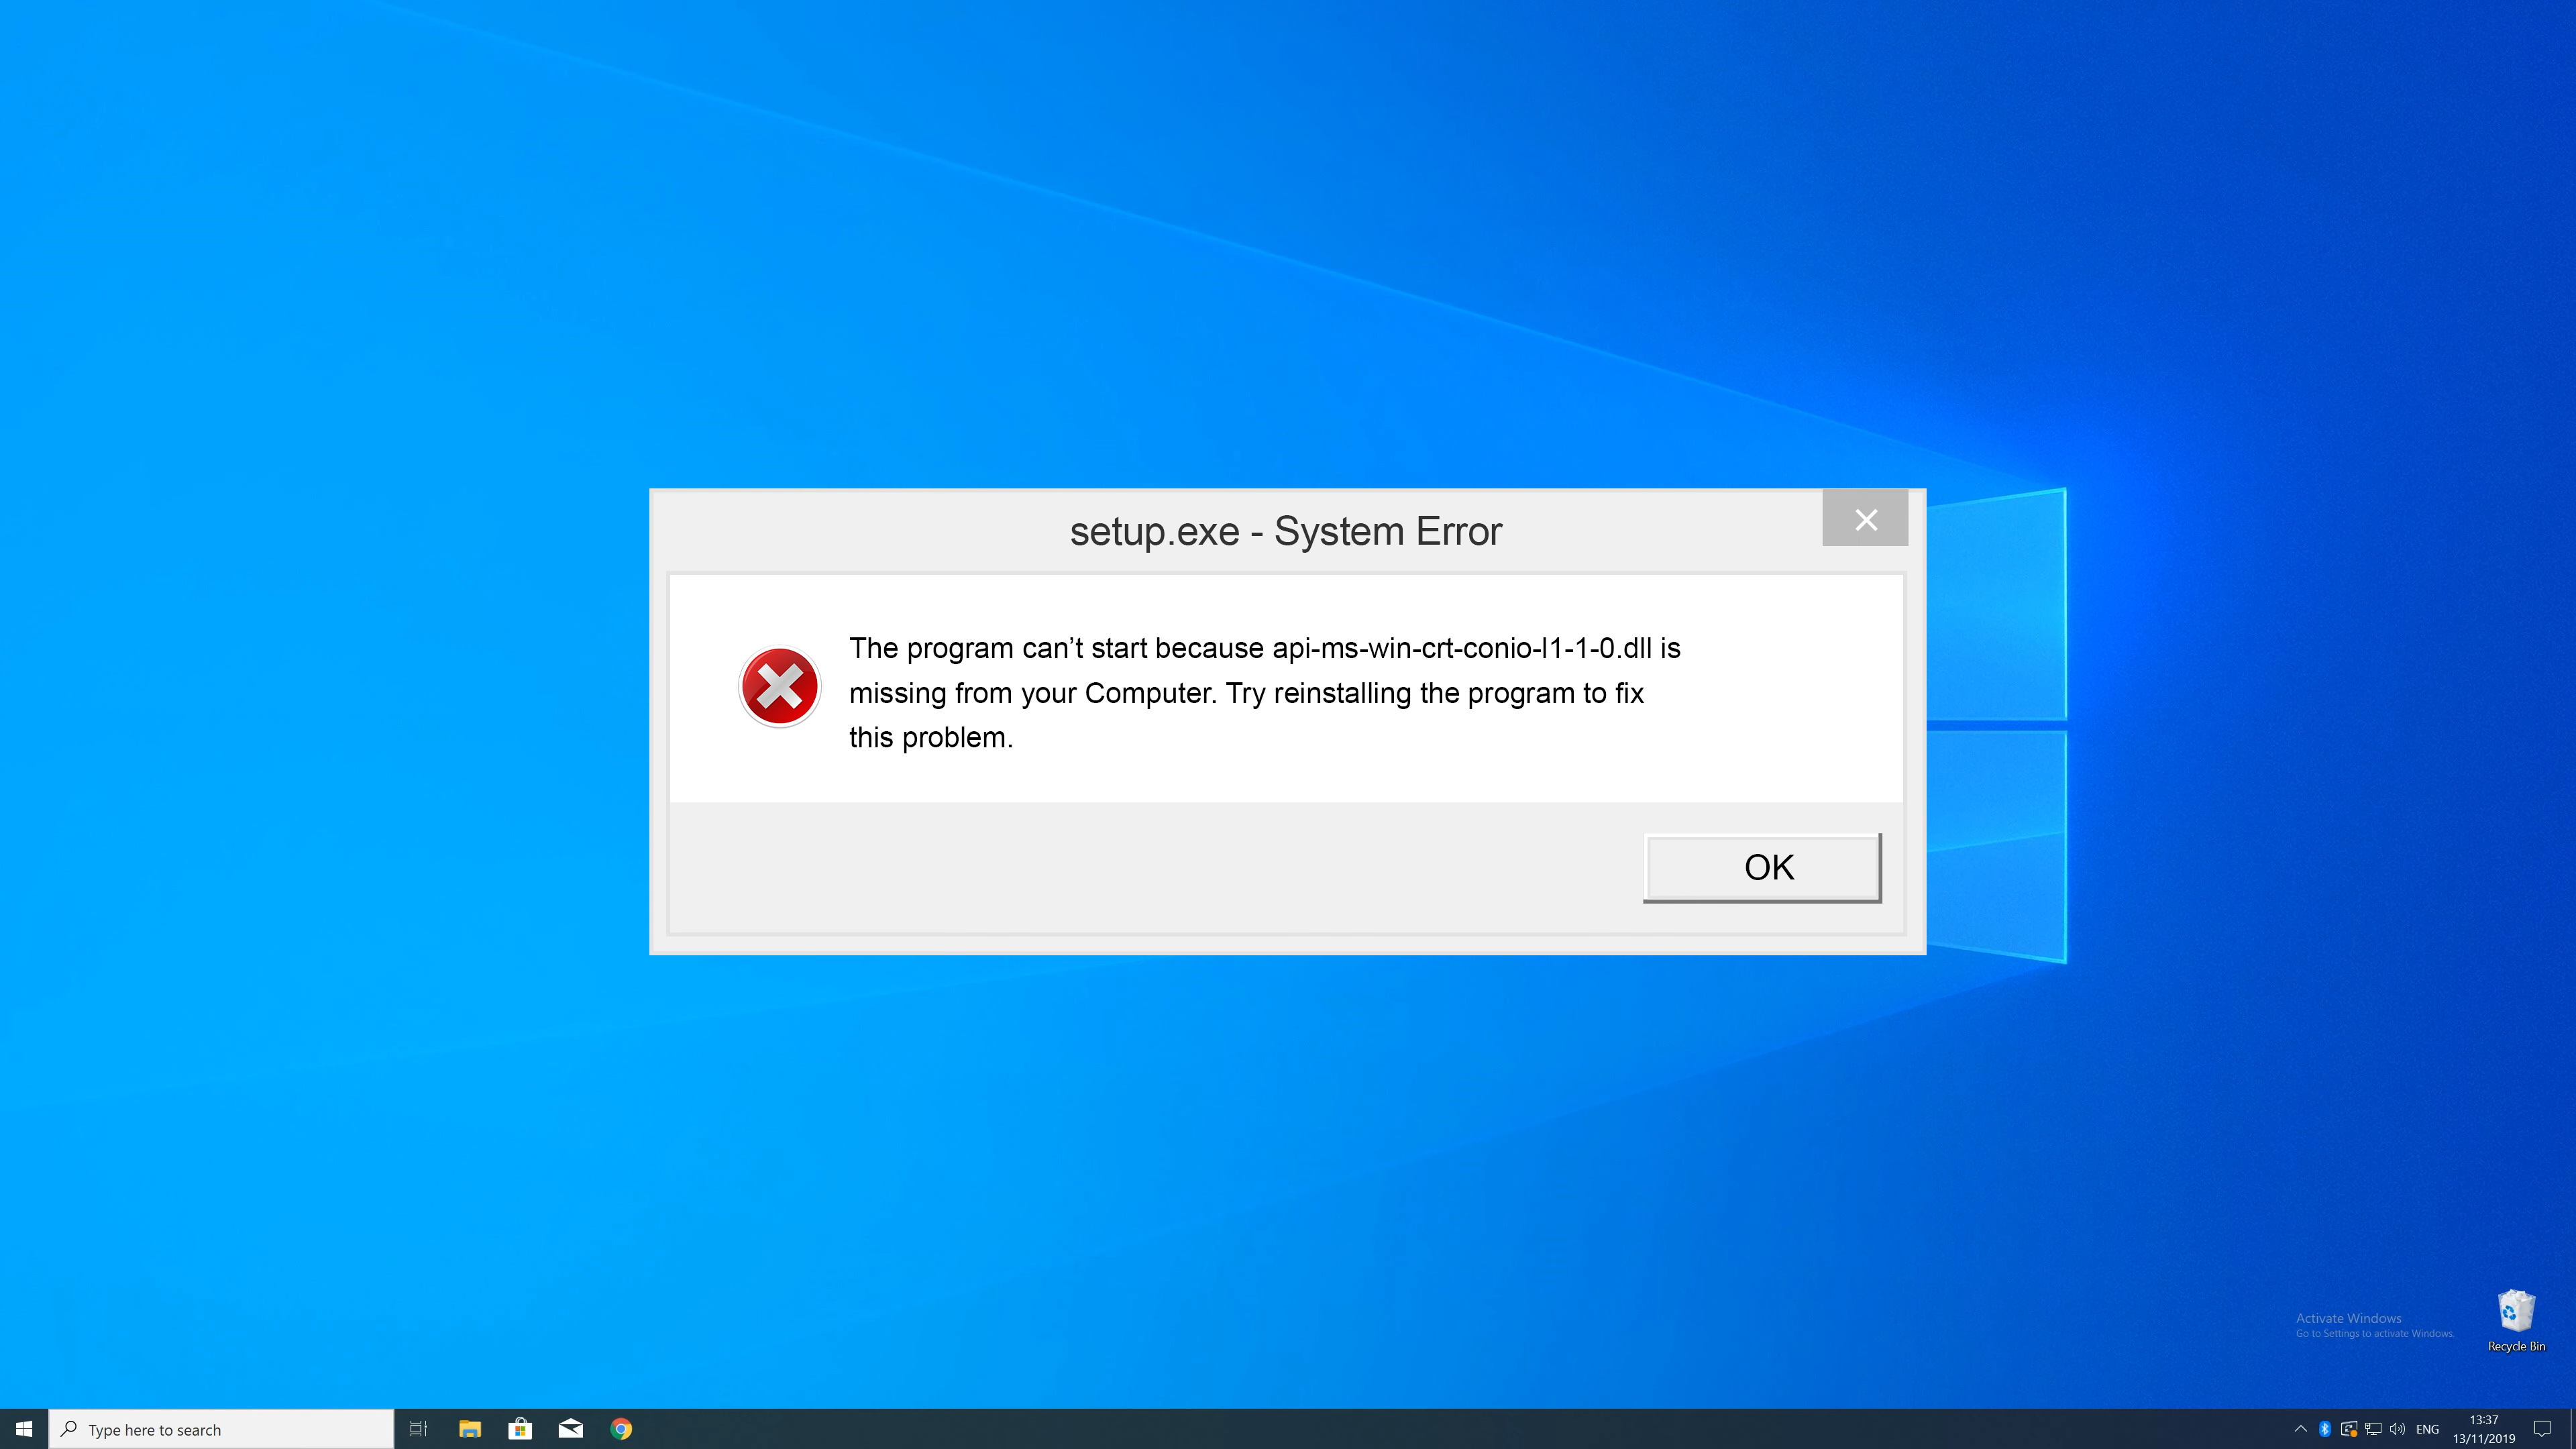 setup.exe - System Error
The program can’t start because api-ms-win-crt-conio-l1-1-0.dll is
missing from your Computer. Try reinstalling the program to fix
this problem.
OK
Activate Windows
Go to Settings to activate Windows.
Recycle Bin
Type here to search
ENG
13:37
13/11/2019